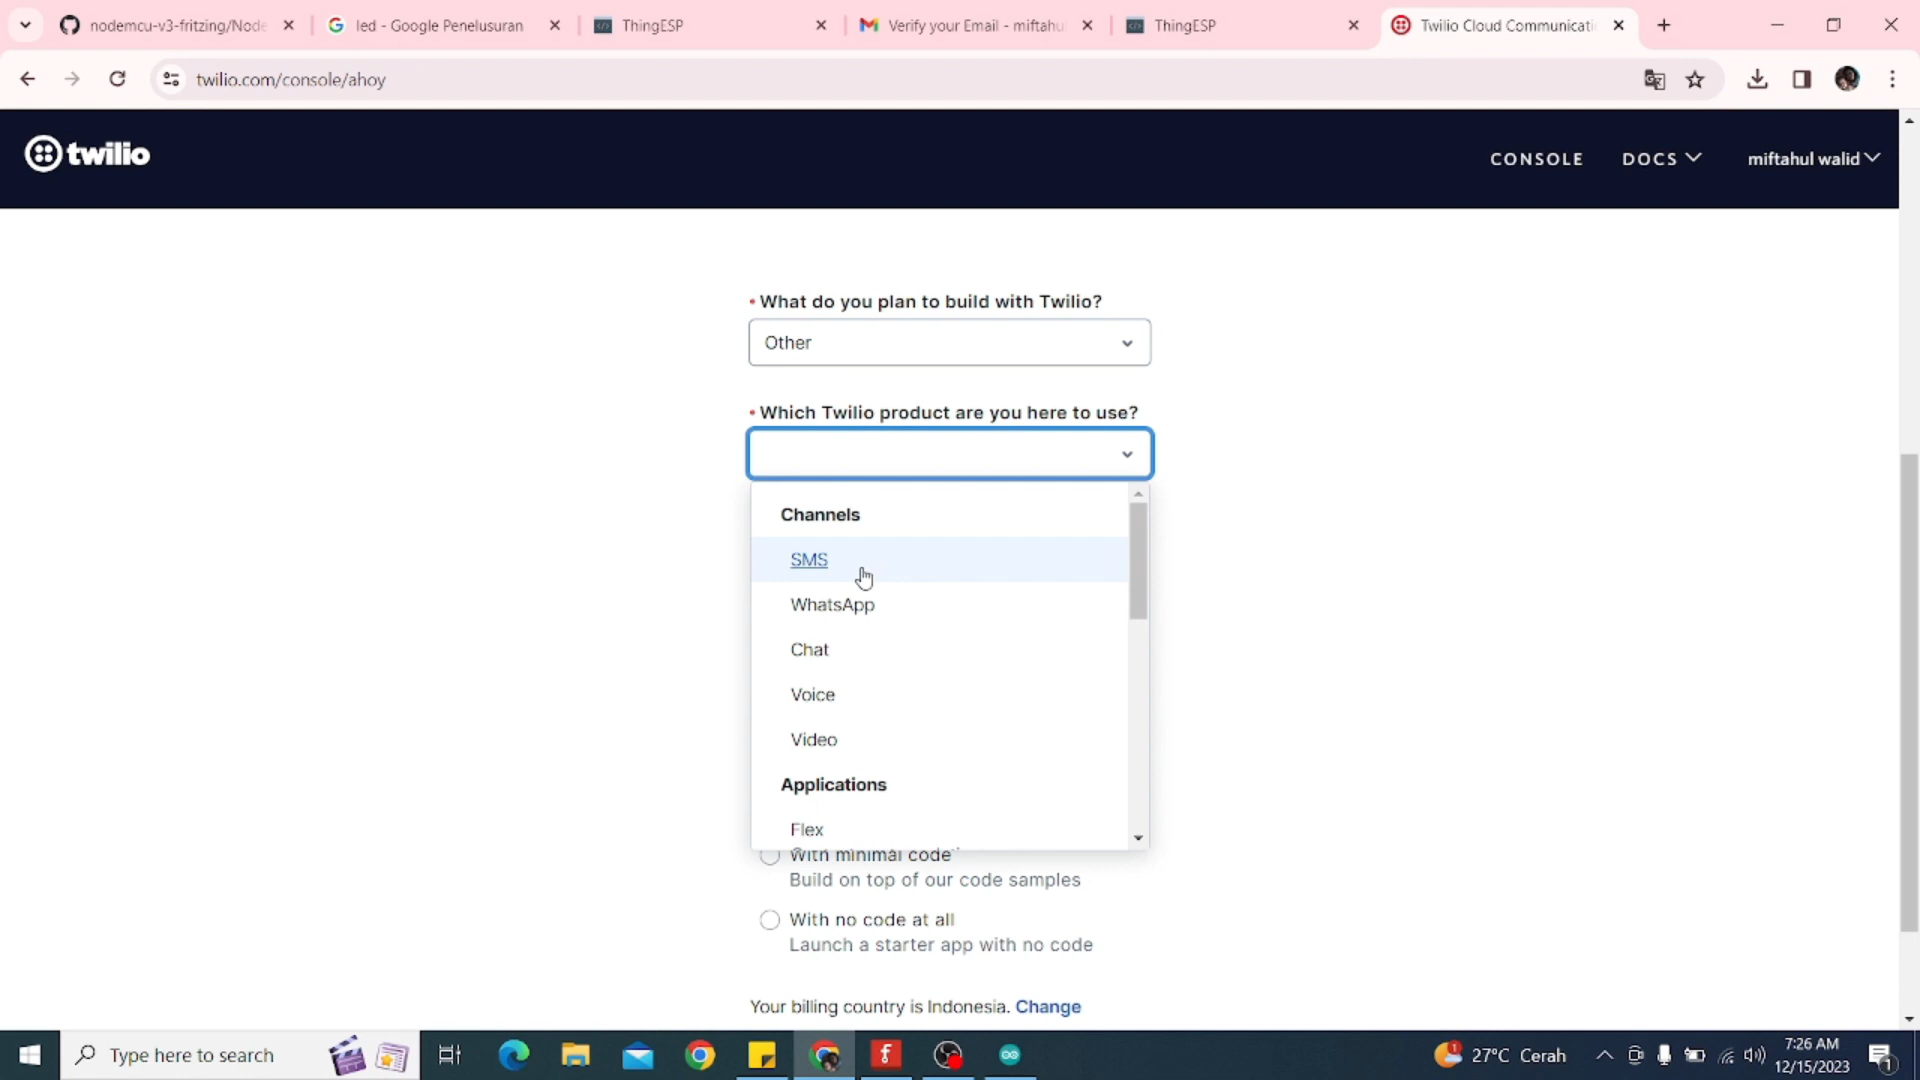 nodemcu-v3-fritzing/Node
led - Google Penelusuran
ThingESP
Verify your Email - miftahu
ThingESP
Twilio Cloud Communicati
twilio.com/console/ahoy
twilio
CONSOLE
DOCS
miftahul walid
• What do you plan to build with Twilio?
Other
• Which Twilio product are you here to use?
Channels
SMS
WhatsApp
Chat
Voice
Video
Applications
Flex
With minimal code
Build on top of our code samples
With no code at all
Launch a starter app with no code
Your billing country is Indonesia. Change
Type here to search
1
27°C Cerah
7:26 AM
12/15/2023
1